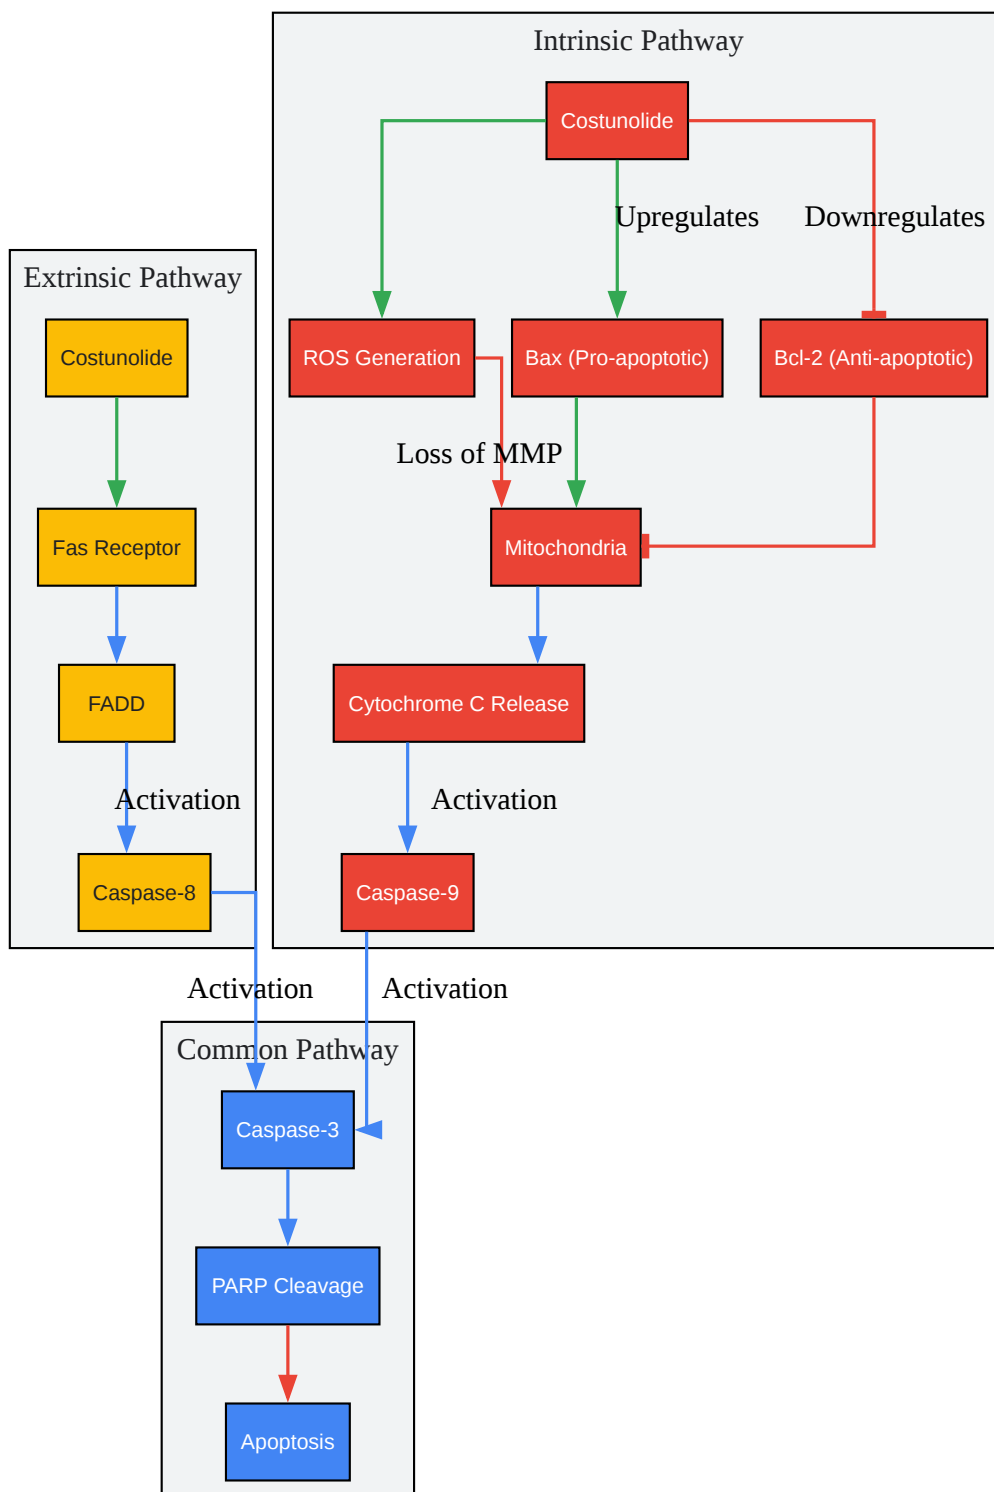 Intrinsic Pathway
Costunolide
Upregulates
Downregulates
Extrinsic Pathway
Costunolide
ROS Generation
Bax (Pro-apoptotic)
Bcl-2 (Anti-apoptotic)
Loss of MMP
Fas Receptor
Mitochondria
FADD
Cytochrome C Release
Activation
Activation
Caspase-8
Caspase-9
Activation
Activation
Common Pathway
Caspase-3
PARP Cleavage
Apoptosis